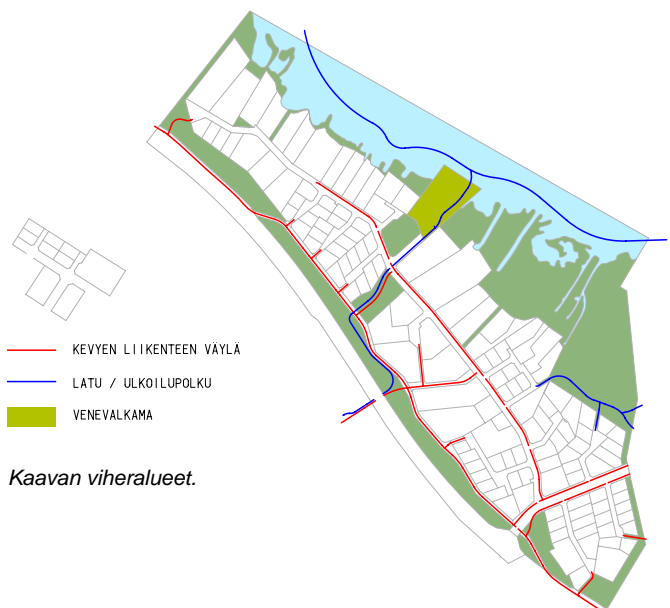 KEVYEN LIIKENTEEN VÄYLÄ
LATU / ULKOILUPOLKU
VENEVALKAMA
Kaavan viheralueet.